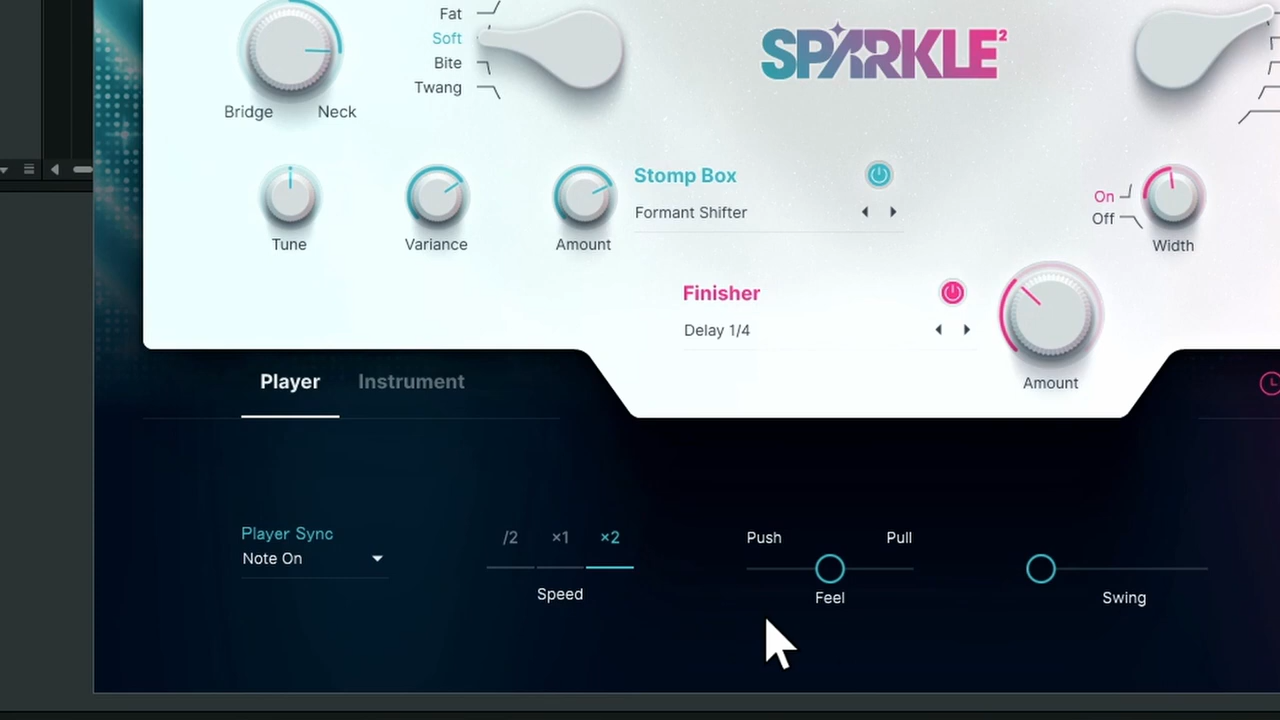 Fat
Soft
Bite
Twang
SPARKLE²
Bridge Neck
Stomp Box
Formant Shifter
On
Off
Tune
Variance
Amount
Width
Finisher
Delay 1/4
Amount
Player Instrument
Player Sync
Note On
/2 ×1 ×2
Speed
Push Pull
Feel
Swing